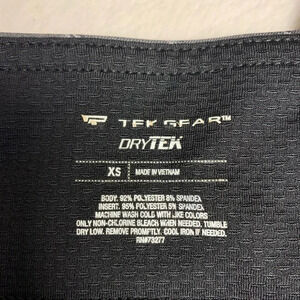 TEK GEAR™
DRYTEK
XS MADE IN VIETNAM
BODY: 92% POLYESTER 8% SPANDEX
INSERT: 95% POLYESTER 5% SPANDEX
MACHINE WASH COLD WITH LIKE COLORS
ONLY NON-CHLORINE BLEACH WHEN NEEDED. TUMBLE
DRY LOW. REMOVE PROMPTLY. COOL IRON IF NEEDED.
RN#73277